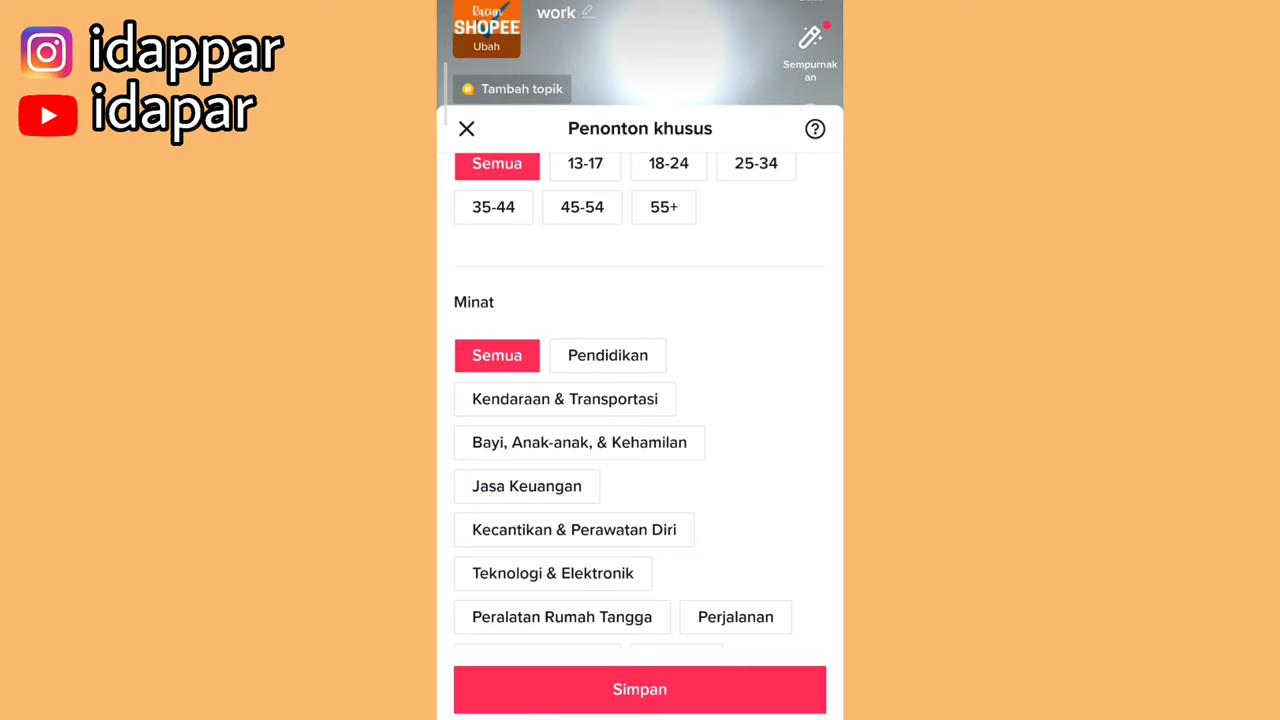 idappar
idapar
Racun
SHOPEE
Ubah
work
Tambah topik
Sempurnak
an
Penonton khusus
Semua 13-17 18-24 25-34
35-44 45-54 55+
Minat
Semua Pendidikan
Kendaraan & Transportasi
Bayi, Anak-anak, & Kehamilan
Jasa Keuangan
Kecantikan & Perawatan Diri
Teknologi & Elektronik
Peralatan Rumah Tangga Perjalanan
Simpan